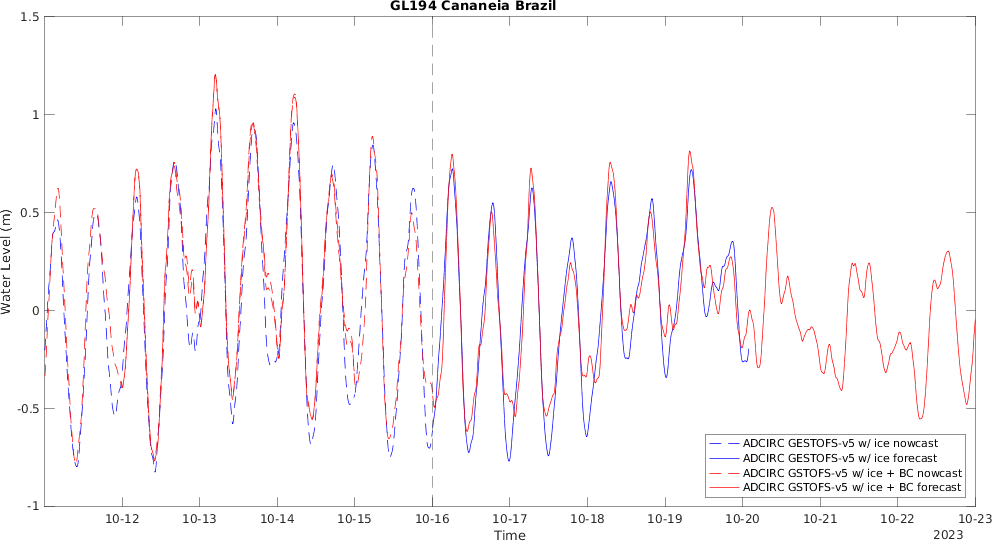 GL194 Cananeia Brazil
1.5
1
0.5
0
-0.5
-1
Water Level (m)
10-12
10-13
10-14
10-15
10-16
10-17
10-18
10-19
10-20
10-21
10-22
10-23
Time
2023
ADCIRC GESTOFS-v5 w/ ice nowcast
ADCIRC GESTOFS-v5 w/ ice forecast
ADCIRC GSTOFS-v5 w/ ice + BC nowcast
ADCIRC GSTOFS-v5 w/ ice + BC forecast